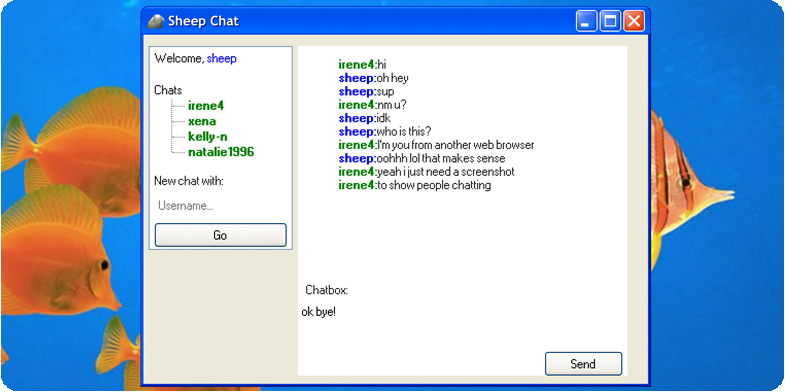 Sheep Chat
Welcome, sheep
Chats
irene4
xena
kelly-n
natalie1996
New chat with:
Username...
Go
irene4:hi
sheep:oh hey
sheep:sup
irene4:nm u?
sheep:idk
sheep:who is this?
irene4:I'm you from another web browser
sheep:oohhh lol that makes sense
irene4:yeah i just need a screenshot
irene4:to show people chatting
Chatbox:
ok bye!
Send